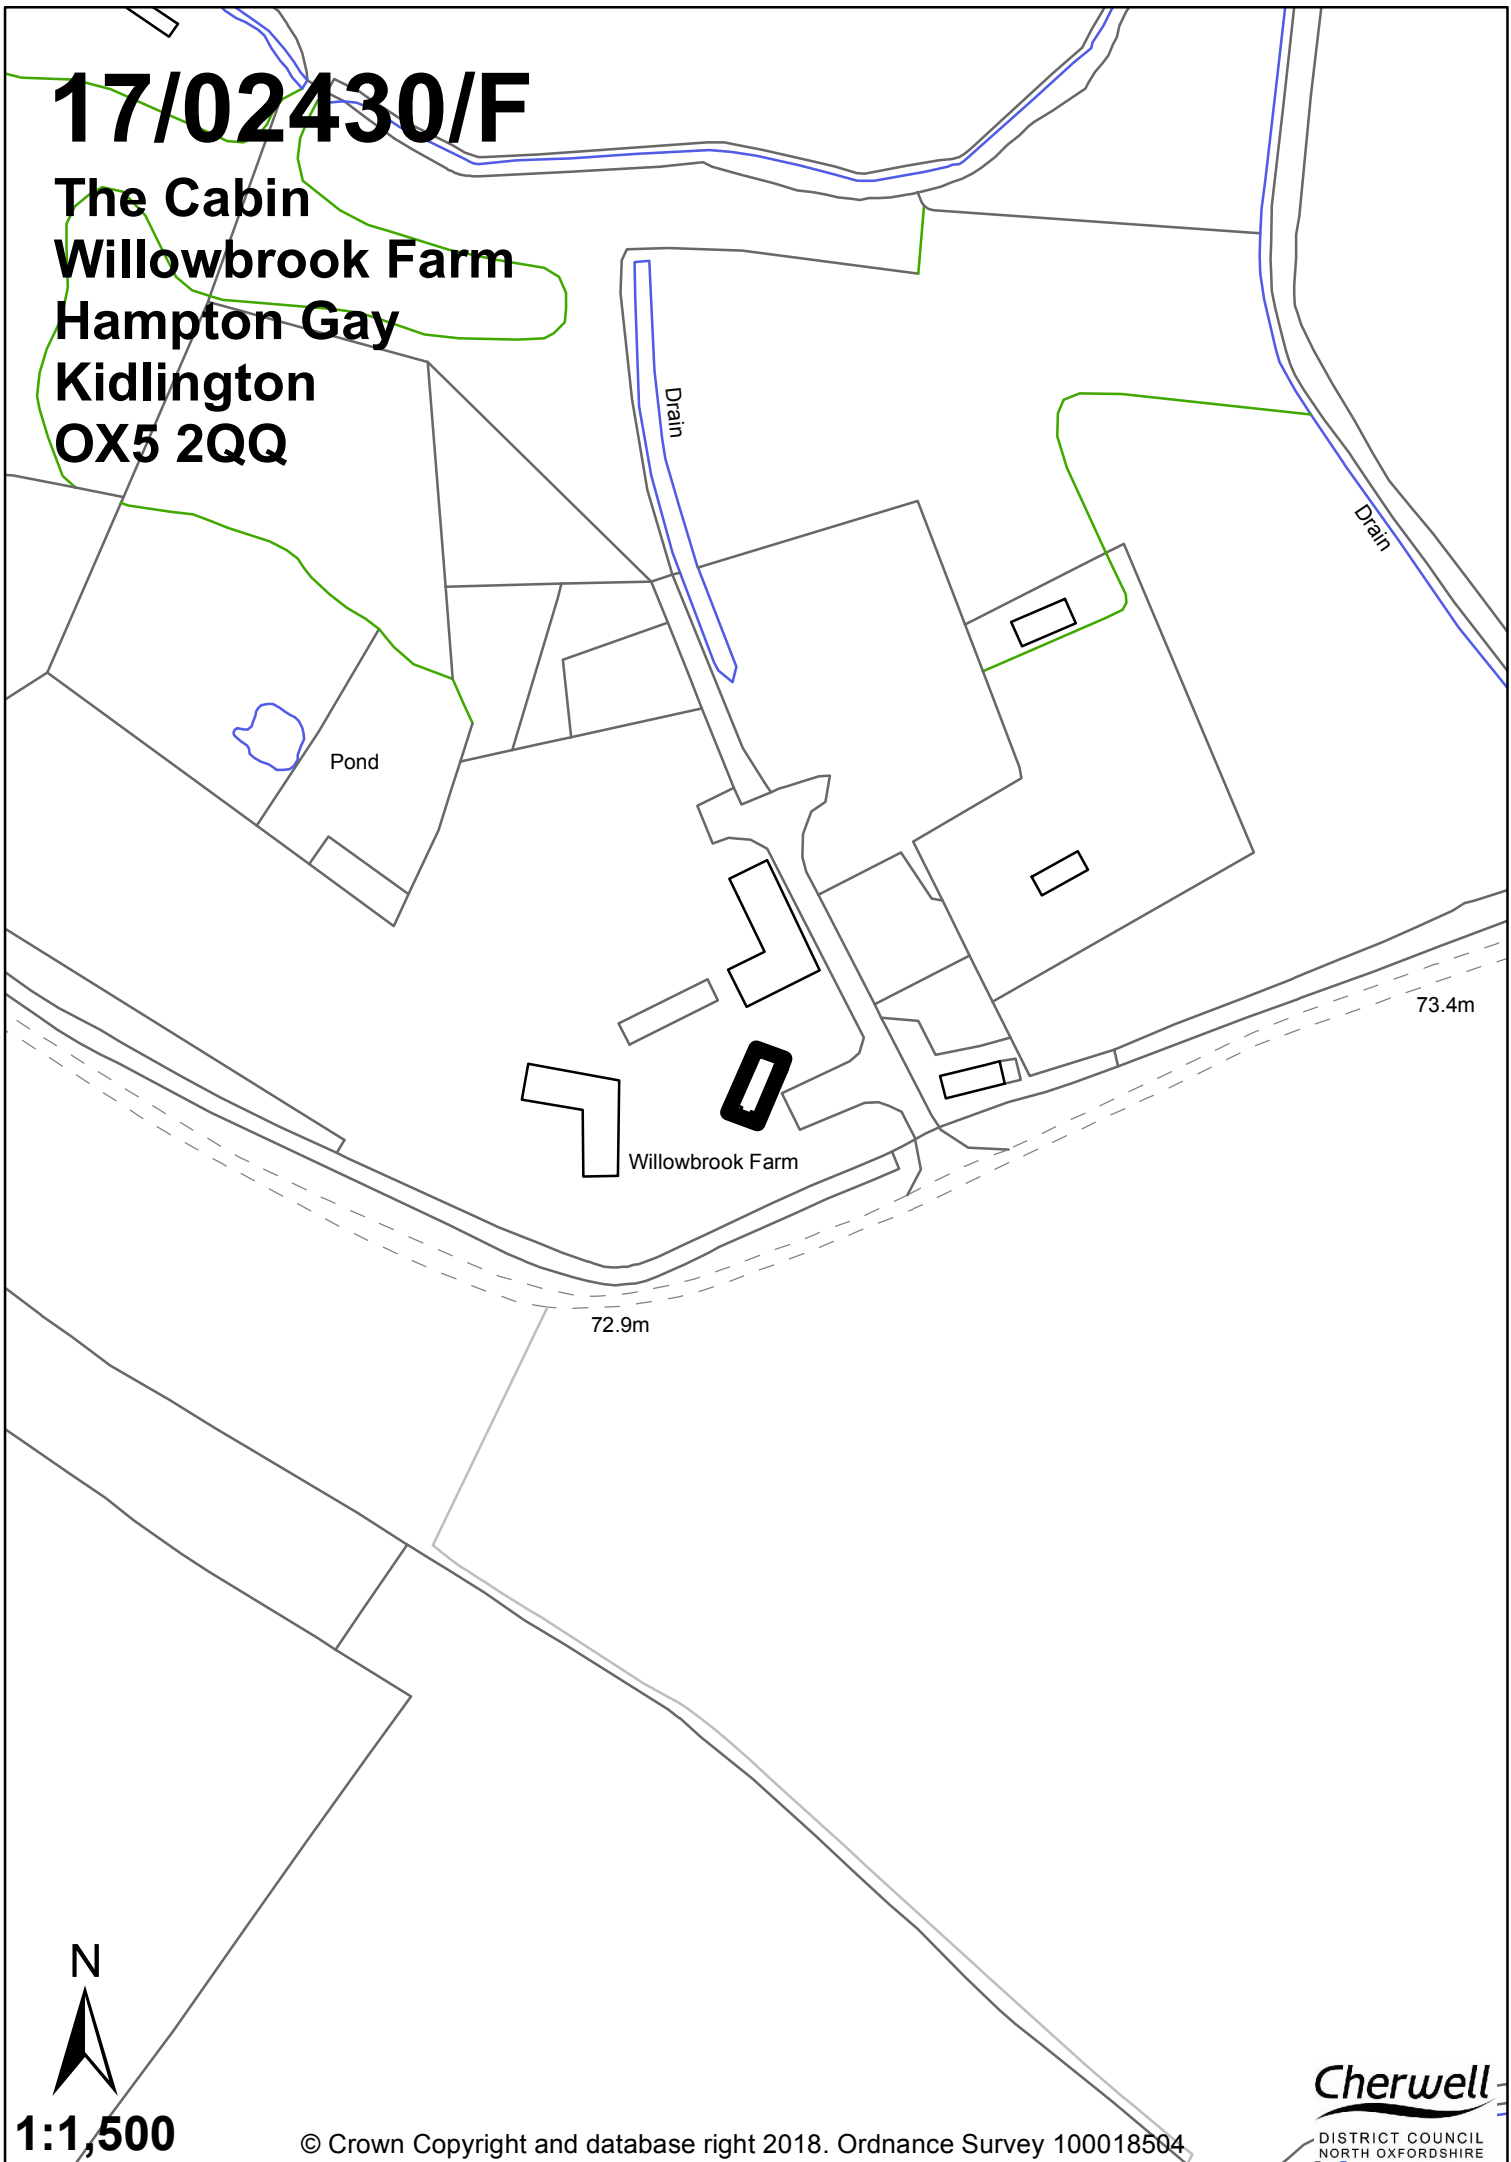 17/02430/F
The Cabin
Willowbrook Farm
Hampton Gay
Kidlington
OX5 2QQ
Drain
Drain
Pond
73.4m
Willowbrook Farm
72.9m
N
1:1,500
© Crown Copyright and database right 2018. Ordnance Survey 100018504
Cherwell
DISTRICT COUNCIL
NORTH OXFORDSHIRE